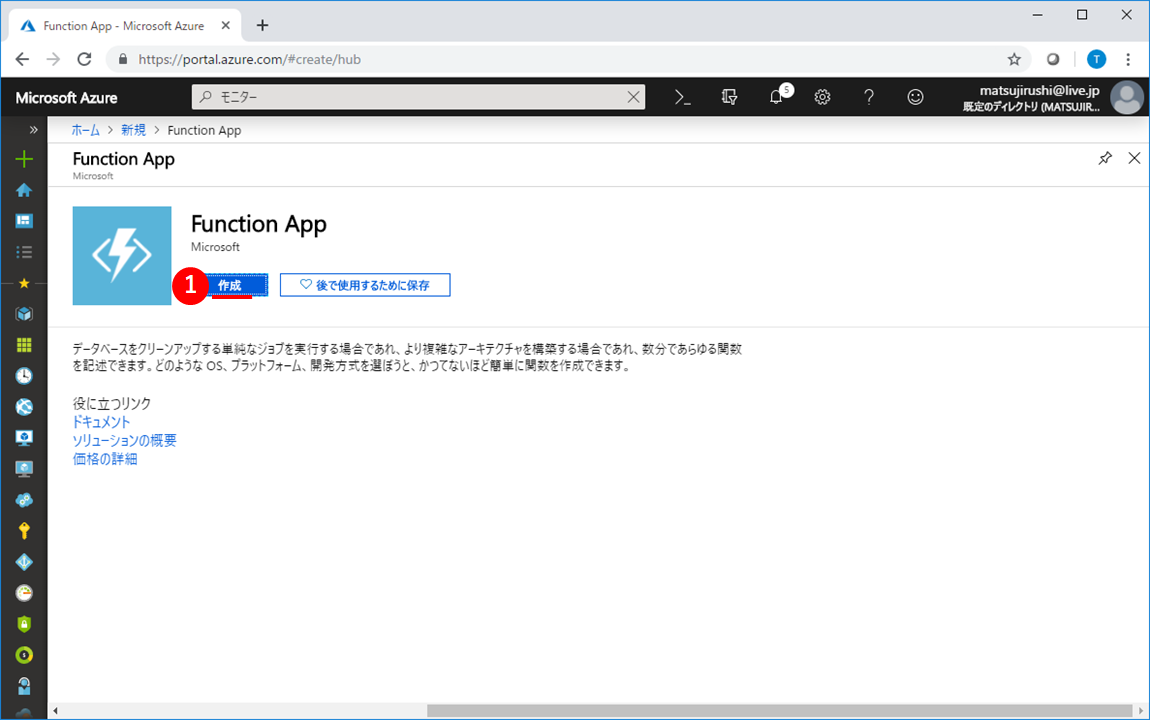 Function App - Microsoft Azure
https://portal.azure.com/#create/hub
T
Microsoft Azure
モニター
5
matsujirushi@live.jp
既定のディレクトリ (MATSUJIR...
ホーム > 新規 > Function App
Function App
Microsoft
Function App
Microsoft
1 作成 後で使用するために保存
データベースをクリーンアップする単純なジョブを実行する場合であれ、より複雑なアーキテクチャを構築する場合であれ、数分であらゆる関数
を記述できます。どのような OS、プラットフォーム、開発方式を選ぼうと、かつてないほど簡単に関数を作成できます。
役に立つリンク
ドキュメント
ソリューションの概要
価格の詳細